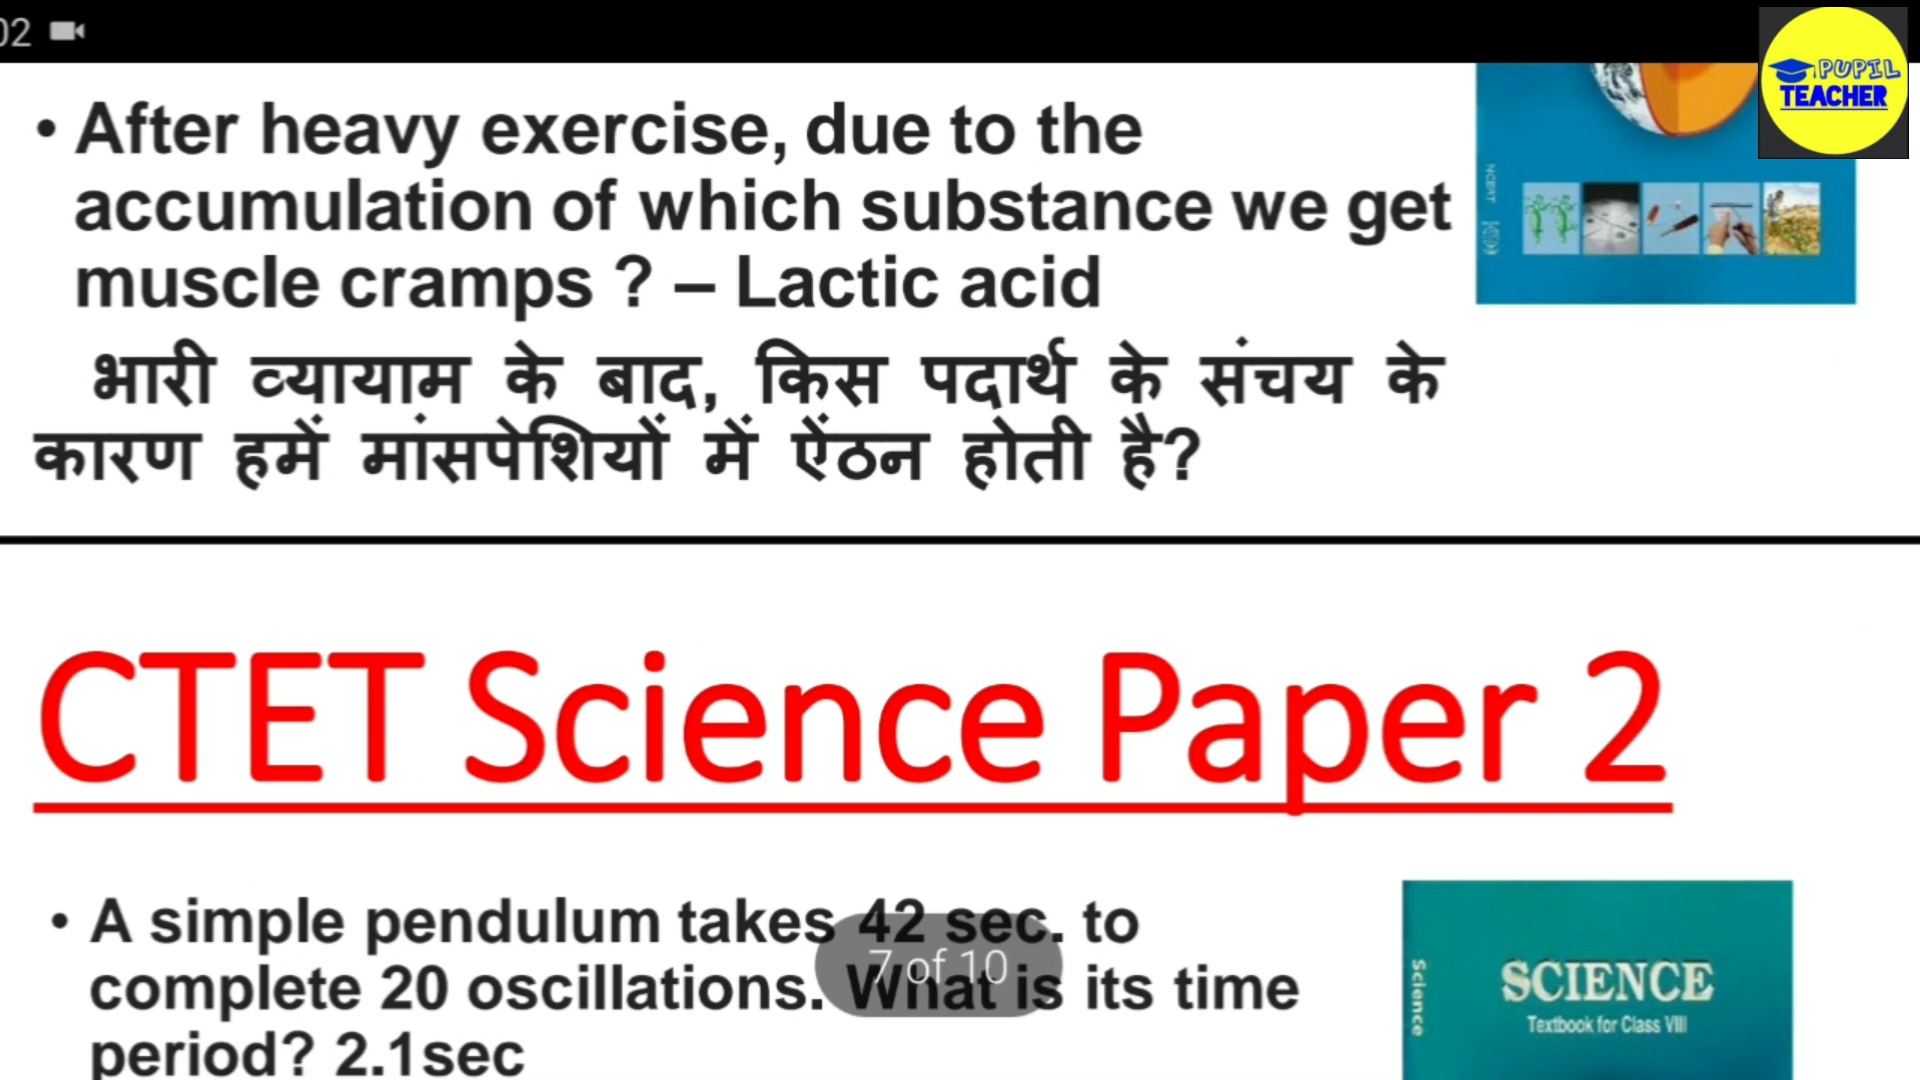 02
PUPIL
TEACHER
• After heavy exercise, due to the
accumulation of which substance we get
muscle cramps ? – Lactic acid
NCERT
भारी व्यायाम के बाद, किस पदार्थ के संचय के
कारण हमें मांसपेशियों में ऐंठन होती है?
CTET Science Paper 2
• A simple pendulum takes 42 sec. to
complete 20 oscillations. What is its time
period? 2.1sec
7 of 10
Science
SCIENCE
Textbook for Class VIII